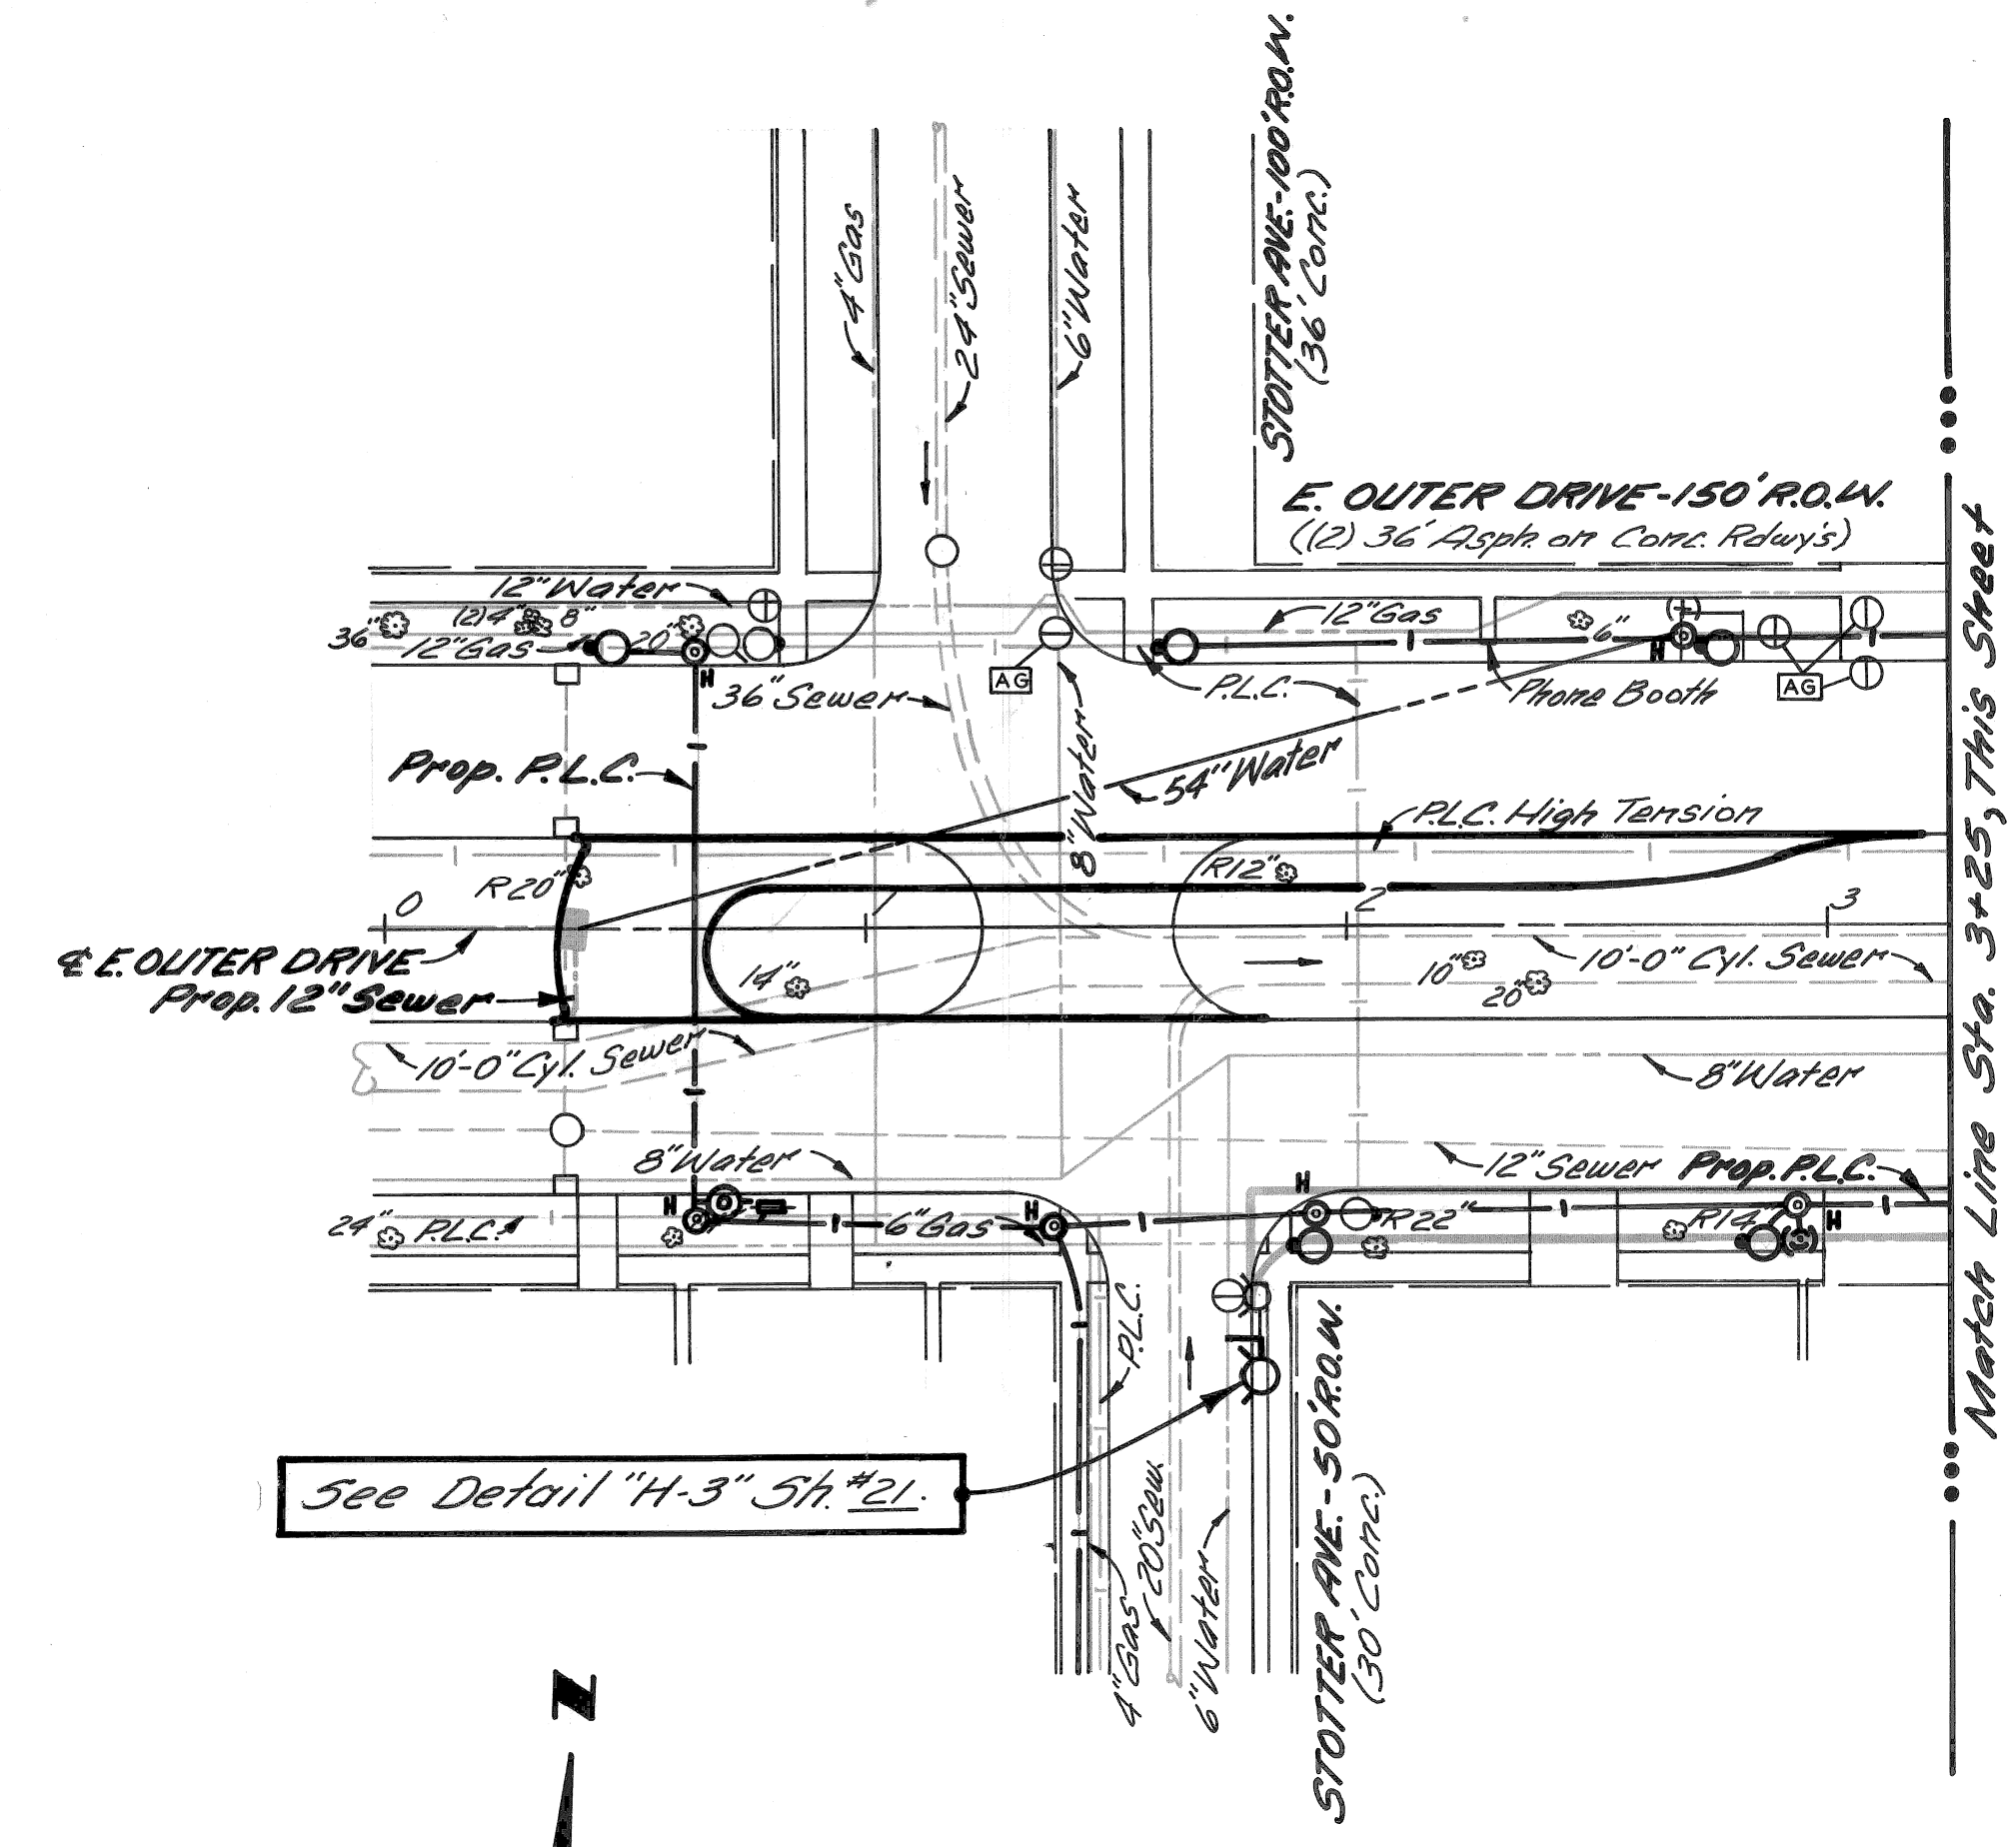 STOTTER AVE.-100' R.O.W.
(36' Conc.)
4" Gas
24" Sewer
6" Water
E. OUTER DRIVE-150' R.O.W.
((2) 36' Asph. on Conc. Rdwy's)
12" Water
36"
(2) 4"
8"
12" Gas
20"
H
36" Sewer
AG
8" Water
P.L.C.
12" Gas
6"
H
Phone Booth
AG
Prop. P.L.C.
54" Water
P.L.C. High Tension
R20"
R12"
0
1
2
3
℄ E. OUTER DRIVE
Prop. 12" Sewer
14"
10"
20"
10'-0" Cyl. Sewer
10'-0" Cyl. Sewer
8" Water
8" Water
12" Sewer
Prop. P.L.C.
24"
P.L.C.
H
6" Gas
H
H
R22"
R14"
H
P.L.C.
See Detail "H-3" Sh. #21.
4" Gas
20" Sew.
6" Water
STOTTER AVE.-50' R.O.W.
(30' Conc.)
Match Line Sta. 3+25, This Sheet
N